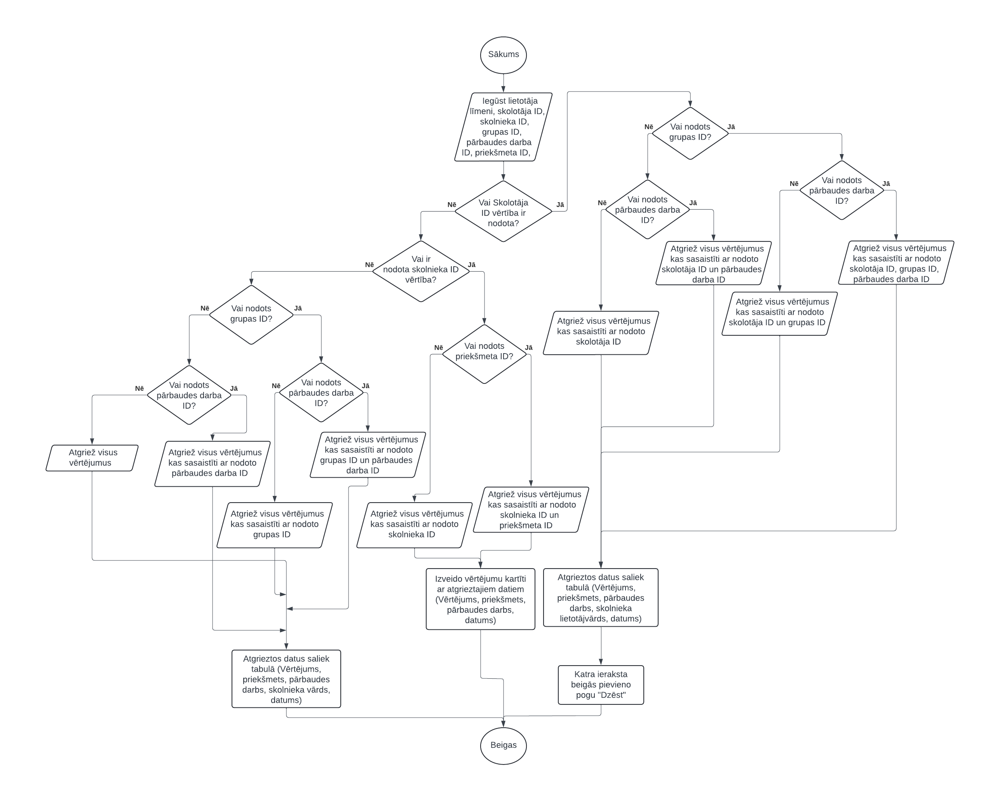 Sākums
Iegūst lietotāja
līmeni, skolotāja ID,
skolnieka ID,
grupas ID,
pārbaudes darba
ID, priekšmeta ID,
Vai nodots
grupas ID?
Nē
Jā
Vai nodots
pārbaudes darba
ID?
Nē
Jā
Vai Skolotāja
ID vērtība ir
nodota?
Nē
Jā
Vai nodots
pārbaudes darba
ID?
Nē
Jā
Atgriež visus vērtējumus
kas sasaistīti ar nodoto
skolotāja ID un pārbaudes
darba ID
Atgriež visus vērtējumus
kas sasaistīti ar nodoto
skolotāja ID, grupas ID,
pārbaudes darba ID
Vai ir
nodota skolnieka ID
vērtība?
Nē
Jā
Atgriež visus vērtējumus
kas sasaistīti ar nodoto
skolotāja ID un grupas ID
Vai nodots
grupas ID?
Nē
Jā
Atgriež visus vērtējumus
kas sasaistīti ar nodoto
skolotāja ID
Vai nodots
priekšmeta ID?
Nē
Jā
Vai nodots
pārbaudes darba
ID?
Nē
Jā
Vai nodots
pārbaudes darba
ID?
Nē
Jā
Atgriež visus
vērtējumus
Atgriež visus vērtējumus
kas sasaistīti ar nodoto
pārbaudes darba ID
Atgriež visus vērtējumus
kas sasaistīti ar nodoto
grupas ID un pārbaudes
darba ID
Atgriež visus vērtējumus
kas sasaistīti ar nodoto
grupas ID
Atgriež visus vērtējumus
kas sasaistīti ar nodoto
skolnieka ID
Atgriež visus vērtējumus
kas sasaistīti ar nodoto
skolnieka ID un
priekšmeta ID
Izveido vērtējumu kartīti
ar atgrieztajiem datiem
(Vērtējums, priekšmets,
pārbaudes darbs,
datums)
Atgrieztos datus saliek
tabulā (Vērtējums,
priekšmets, pārbaudes
darbs, skolnieka
lietotājvārds, datums)
Atgrieztos datus saliek
tabulā (Vērtējums,
priekšmets, pārbaudes
darbs, skolnieka vārds,
datums)
Katra ieraksta
beigās pievieno
pogu "Dzēst"
Beigas